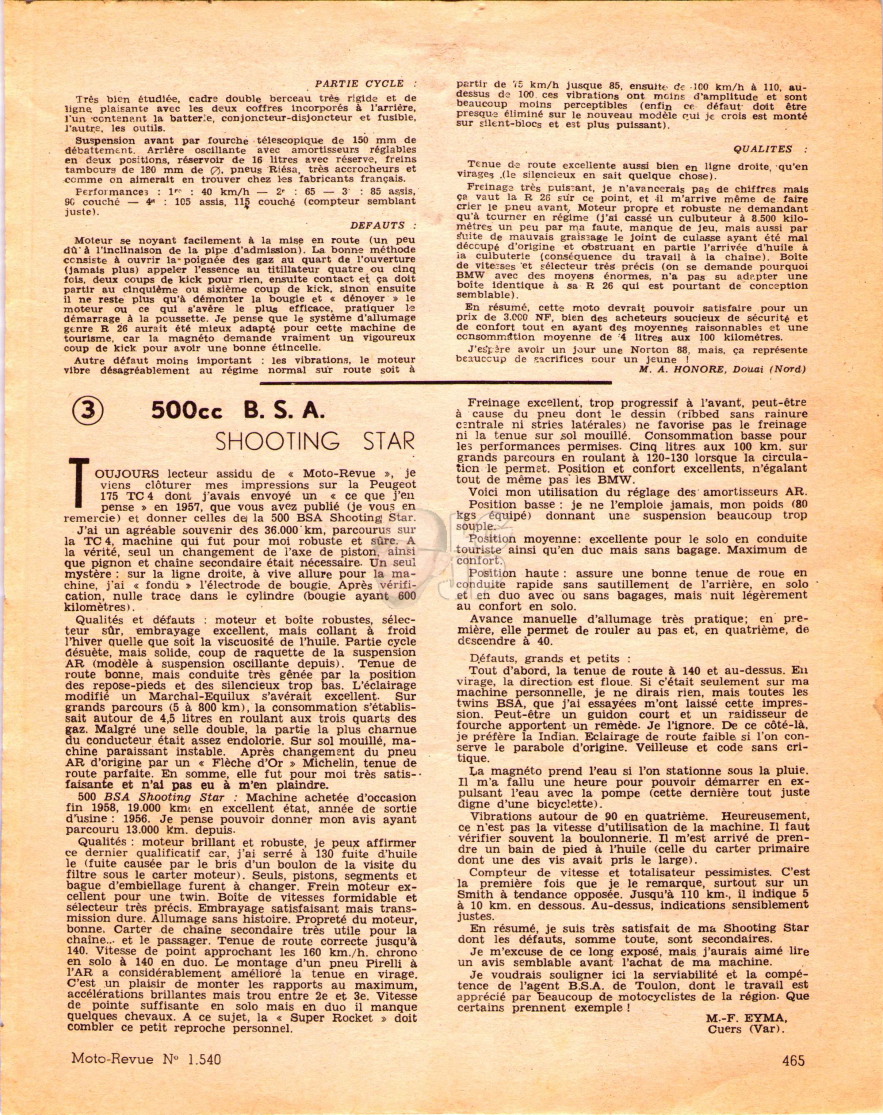 PARTIE CYCLE :
Très bien étudiée, cadre double berceau très rigide et de
ligne plaisante avec les deux coffres incorporés à l'arrière,
l'un contenant la batterie, conjoncteur-disjoncteur et fusible,
l'autre, les outils.
Suspension avant par fourche télescopique de 150 mm de
débattement. Arrière oscillante avec amortisseurs réglables
en deux positions, réservoir de 16 litres avec réserve, freins
tambours de 180 mm de ∅, pneus Riésa, très accrocheurs et
comme on aimerait en trouver chez les fabricants français.
Performances : 1re : 40 km/h — 2e : 65 — 3e : 85 assis,
90 couché — 4e : 105 assis, 115 couché (compteur semblant
juste).
DEFAUTS :
Moteur se noyant facilement à la mise en route (un peu
dû à l'inclinaison de la pipe d'admission). La bonne méthode
consiste à ouvrir la poignée des gaz au quart de l'ouverture
(jamais plus) appeler l'essence au titillateur quatre ou cinq
fois, deux coups de kick pour rien, ensuite contact et ça doit
partir au cinquième ou sixième coup de kick, sinon ensuite
il ne reste plus qu'à démonter la bougie et « dénoyer » le
moteur ou ce qui s'avère le plus efficace, pratiquer le
démarrage à la poussette. Je pense que le système d'allumage
genre R 26 aurait été mieux adapté pour cette machine de
tourisme, car la magnéto demande vraiment un vigoureux
coup de kick pour avoir une bonne étincelle.
Autre défaut moins important : les vibrations, le moteur
vibre désagréablement au régime normal sur route soit à
partir de 75 km/h jusque 85, ensuite de 100 km/h à 110, au-
dessus de 100 ces vibrations ont moins d'amplitude et sont
beaucoup moins perceptibles (enfin ce défaut doit être
presque éliminé sur le nouveau modèle qui je crois est monté
sur silent-blocs et est plus puissant).
QUALITES :
Tenue de route excellente aussi bien en ligne droite, qu'en
virages (le silencieux en sait quelque chose).
Freinage très puissant, je n'avancerais pas de chiffres mais
ça vaut la R 26 sur ce point, et il m'arrive même de faire
crier le pneu avant. Moteur propre et robuste ne demandant
qu'à tourner en régime (j'ai cassé un culbuteur à 8.500 kilo-
mètres un peu par ma faute, manque de jeu, mais aussi par
suite de mauvais graissage le joint de culasse ayant été mal
découpé d'origine et obstruant en partie l'arrivée d'huile à
la culbuterie (conséquence du travail à la chaîne). Boîte
de vitesses et sélecteur très précis (on se demande pourquoi
BMW avec des moyens énormes, n'a pas su adapter une
boîte identique à sa R 26 qui est pourtant de conception
semblable).
En résumé, cette moto devrait pouvoir satisfaire pour un
prix de 3.000 NF, bien des acheteurs soucieux de sécurité et
de confort tout en ayant des moyennes raisonnables et une
consommation moyenne de 4 litres aux 100 kilomètres.
J'espère avoir un jour une Norton 88, mais, ça représente
beaucoup de sacrifices pour un jeune !
M. A. HONORE, Douai (Nord)
3 500cc B. S. A.
SHOOTING STAR
TOUJOURS lecteur assidu de « Moto-Revue », je
viens clôturer mes impressions sur la Peugeot
175 TC 4 dont j'avais envoyé un « ce que j'en
pense » en 1957, que vous avez publié (je vous en
remercie) et donner celles de la 500 BSA Shooting Star.
J'ai un agréable souvenir des 36.000 km, parcourus sur
la TC 4, machine qui fut pour moi robuste et sûre. A
la vérité, seul un changement de l'axe de piston, ainsi
que pignon et chaîne secondaire était nécessaire. Un seul
mystère : sur la ligne droite, à vive allure pour la ma-
chine, j'ai « fondu » l'électrode de bougie. Après vérifi-
cation, nulle trace dans le cylindre (bougie ayant 600
kilomètres).
Qualités et défauts : moteur et boîte robustes, sélec-
teur sûr, embrayage excellent, mais collant à froid
l'hiver quelle que soit la viscuosité de l'huile. Partie cycle
désuète, mais solide, coup de raquette de la suspension
AR (modèle à suspension oscillante depuis). Tenue de
route bonne, mais conduite très gênée par la position
des repose-pieds et des silencieux trop bas. L'éclairage
modifié un Marchal-Equilux s'avérait excellent. Sur
grands parcours (5 à 800 km), la consommation s'établis-
sait autour de 4,5 litres en roulant aux trois quarts des
gaz. Malgré une selle double, la partie la plus charnue
du conducteur était assez endolorie. Sur sol mouillé, ma-
chine paraissant instable. Après changement du pneu
AR d'origine par un « Flèche d'Or » Michelin, tenue de
route parfaite. En somme, elle fut pour moi très satis-
faisante et n'ai pas eu à m'en plaindre.
500 BSA Shooting Star : Machine achetée d'occasion
fin 1958, 19.000 km en excellent état, année de sortie
d'usine : 1956. Je pense pouvoir donner mon avis ayant
parcouru 13.000 km. depuis.
Qualités : moteur brillant et robuste, je peux affirmer
ce dernier qualificatif car, j'ai serré à 130 fuite d'huile
le (fuite causée par le bris d'un boulon de la visite du
filtre sous le carter moteur). Seuls, pistons, segments et
bague d'embiellage furent à changer. Frein moteur ex-
cellent pour une twin. Boîte de vitesses formidable et
sélecteur très précis. Embrayage satisfaisant mais trans-
mission dure. Allumage sans histoire. Propreté du moteur,
bonne. Carter de chaîne secondaire très utile pour la
chaîne... et le passager. Tenue de route correcte jusqu'à
140. Vitesse de point approchant les 160 km./h. chrono
en solo à 140 en duo. Le montage d'un pneu Pirelli à
l'AR a considérablement amélioré la tenue en virage.
C'est un plaisir de monter les rapports au maximum,
accélérations brillantes mais trou entre 2e et 3e. Vitesse
de pointe suffisante en solo mais en duo il manque
quelques chevaux. A ce sujet, la « Super Rocket » doit
combler ce petit reproche personnel.
Freinage excellent, trop progressif à l'avant, peut-être
à cause du pneu dont le dessin (ribbed sans rainure
centrale ni stries latérales) ne favorise pas le freinage
ni la tenue sur sol mouillé. Consommation basse pour
les performances permises. Cinq litres aux 100 km. sur
grands parcours en roulant à 120-130 lorsque la circula-
tion le permet. Position et confort excellents, n'égalant
tout de même pas les BMW.
Voici mon utilisation du réglage des amortisseurs AR.
Position basse : je ne l'emploie jamais, mon poids (80
kgs équipé) donnant une suspension beaucoup trop
souple.
Position moyenne: excellente pour le solo en conduite
touriste ainsi qu'en duo mais sans bagage. Maximum de
confort.
Position haute : assure une bonne tenue de roue en
conduite rapide sans sautillement de l'arrière, en solo
et en duo avec ou sans bagages, mais nuit légèrement
au confort en solo.
Avance manuelle d'allumage très pratique; en pre-
mière, elle permet de rouler au pas et, en quatrième, de
descendre à 40.
Défauts, grands et petits :
Tout d'abord, la tenue de route à 140 et au-dessus. En
virage, la direction est floue. Si c'était seulement sur ma
machine personnelle, je ne dirais rien, mais toutes les
twins BSA, que j'ai essayées m'ont laissé cette impres-
sion. Peut-être un guidon court et un raidisseur de
fourche apportent un remède. Je l'ignore. De ce côté-là,
je préfère la Indian. Eclairage de route faible si l'on con-
serve le parabole d'origine. Veilleuse et code sans cri-
tique.
La magnéto prend l'eau si l'on stationne sous la pluie.
Il m'a fallu une heure pour pouvoir démarrer en ex-
pulsant l'eau avec la pompe (cette dernière tout juste
digne d'une bicyclette).
Vibrations autour de 90 en quatrième. Heureusement,
ce n'est pas la vitesse d'utilisation de la machine. Il faut
vérifier souvent la boulonnerie. Il m'est arrivé de pren-
dre un bain de pied à l'huile (celle du carter primaire
dont une des vis avait pris le large).
Compteur de vitesse et totalisateur pessimistes. C'est
la première fois que je le remarque, surtout sur un
Smith à tendance opposée. Jusqu'à 110 km., il indique 5
à 10 km. en dessous. Au-dessus, indications sensiblement
justes.
En résumé, je suis très satisfait de ma Shooting Star
dont les défauts, somme toute, sont secondaires.
Je m'excuse de ce long exposé, mais j'aurais aimé lire
un avis semblable avant l'achat de ma machine.
Je voudrais souligner ici la serviabilité et la compé-
tence de l'agent B.S.A. de Toulon, dont le travail est
apprécié par beaucoup de motocyclistes de la région. Que
certains prennent exemple !
M.-F. EYMA,
Cuers (Var).
Moto-Revue No 1.540
465